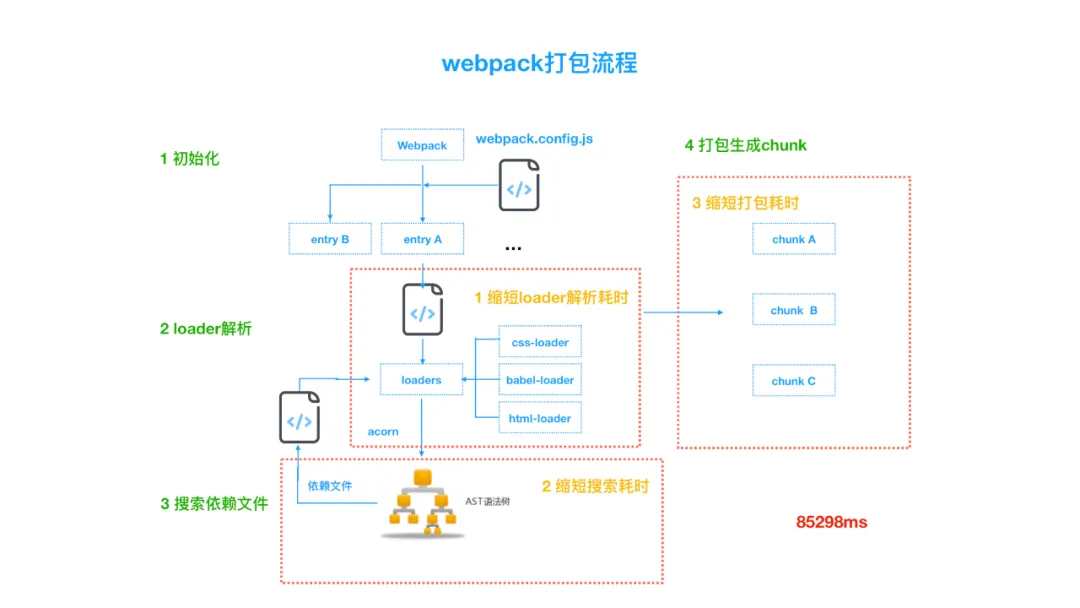 webpack打包流程
1 初始化
Webpack
webpack.config.js
</>
entry B
entry A
...
4 打包生成chunk
3 缩短打包耗时
chunk A
chunk B
chunk C
2 loader解析
1 缩短loader解析耗时
</>
css-loader
loaders
babel-loader
html-loader
</>
acorn
3 搜索依赖文件
依赖文件
AST语法树
2 缩短搜索耗时
85298ms